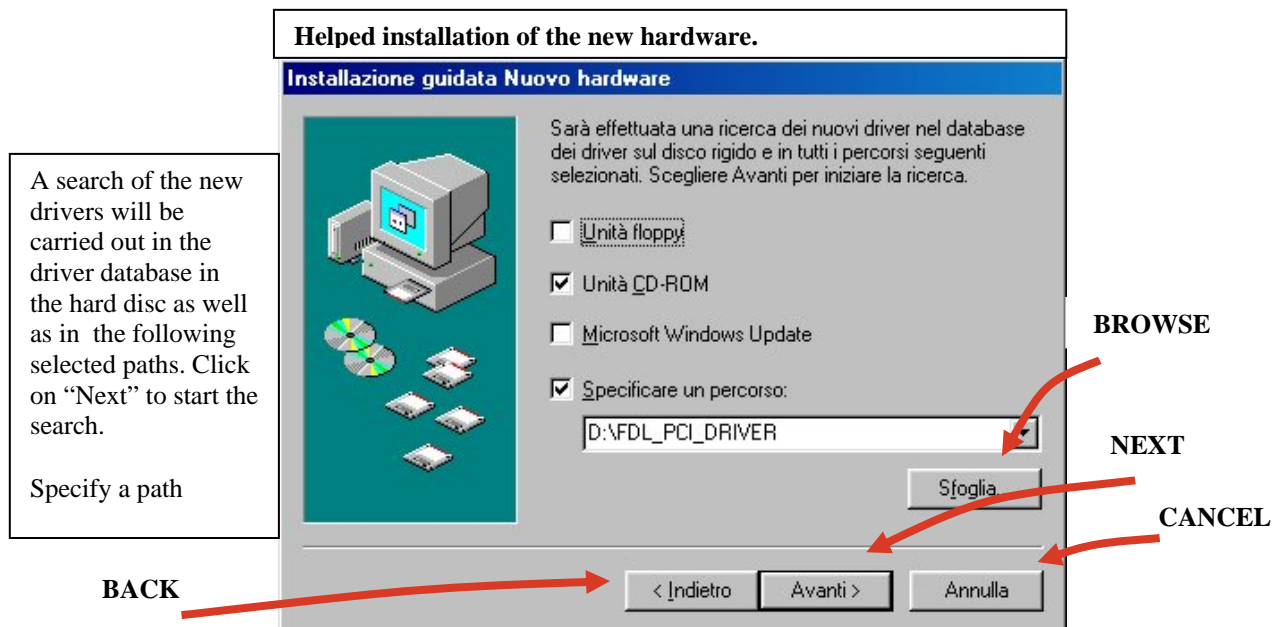 Helped installation of the new hardware.
Installazione guidata Nuovo hardware
A search of the new
drivers will be
carried out in the
driver database in
the hard disc as well
as in the following
selected paths. Click
on “Next” to start the
search.
Specify a path
Sarà effettuata una ricerca dei nuovi driver nel database
dei driver sul disco rigido e in tutti i percorsi seguenti
selezionati. Scegliere Avanti per iniziare la ricerca.
Unità floppy
Unità CD-ROM
Microsoft Windows Update
Specificare un percorso:
D:\FDL_PCI_DRIVER
Sfoglia...
BROWSE
NEXT
CANCEL
BACK
< Indietro
Avanti >
Annulla